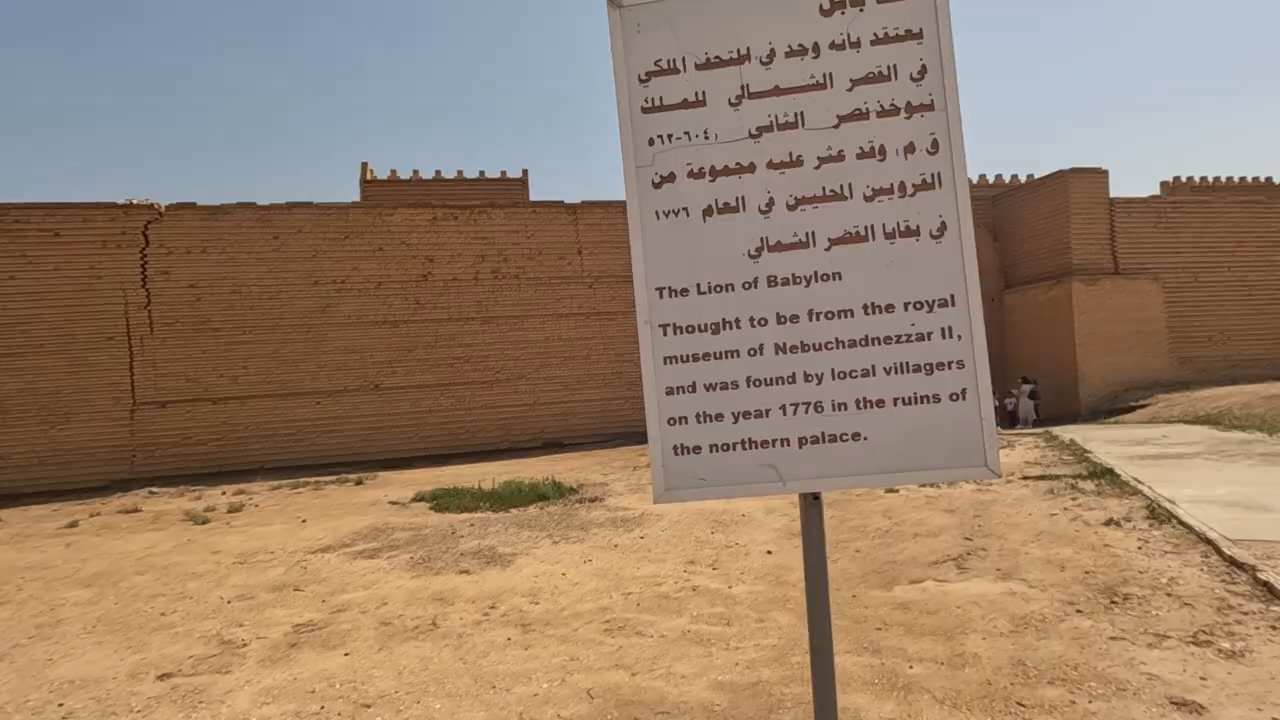 بابل
يعتقد بانه وجد في المتحف الملكي
في القصر الشمالي للملك
نبوخذنصر الثاني (٦٠٤-٥٦٢
ق.م) وقد عثر عليه مجموعة من
القرويين المحليين في العام ١٧٧٦
في بقايا القصر الشمالي.
The Lion of Babylon
Thought to be from the royal
museum of Nebuchadnezzar II,
and was found by local villagers
on the year 1776 in the ruins of
the northern palace.